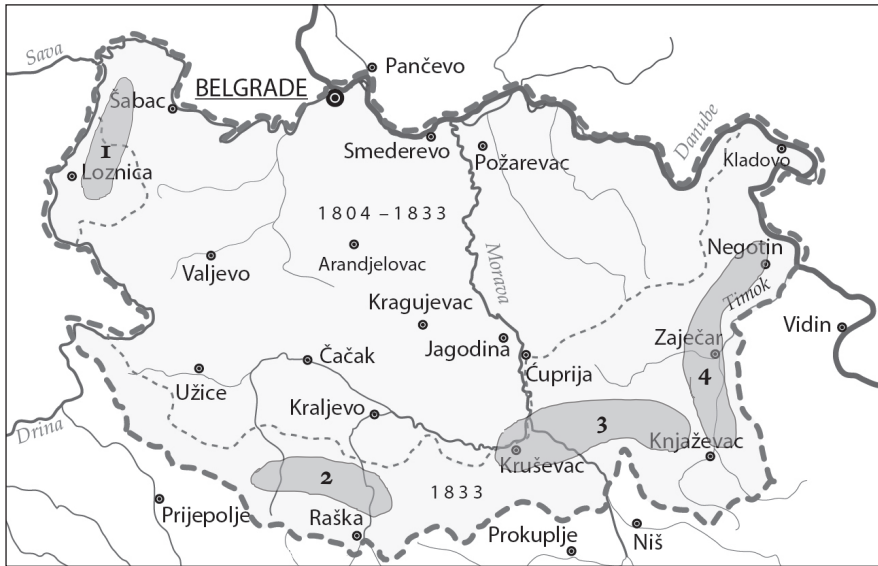 Sava
Pančevo
BELGRADE
Šabac
Danube
Smederevo
Požarevac
Kladovo
1
Loznica
1804 – 1833
Negotin
Morava
Arandjelovac
Valjevo
Timok
Kragujevac
Vidin
Zaječar
Jagodina
Čačak
Ćuprija
4
Užice
Kraljevo
3
Drina
Knjaževac
Kruševac
2
1833
Prijepolje
Raška
Prokuplje
Niš